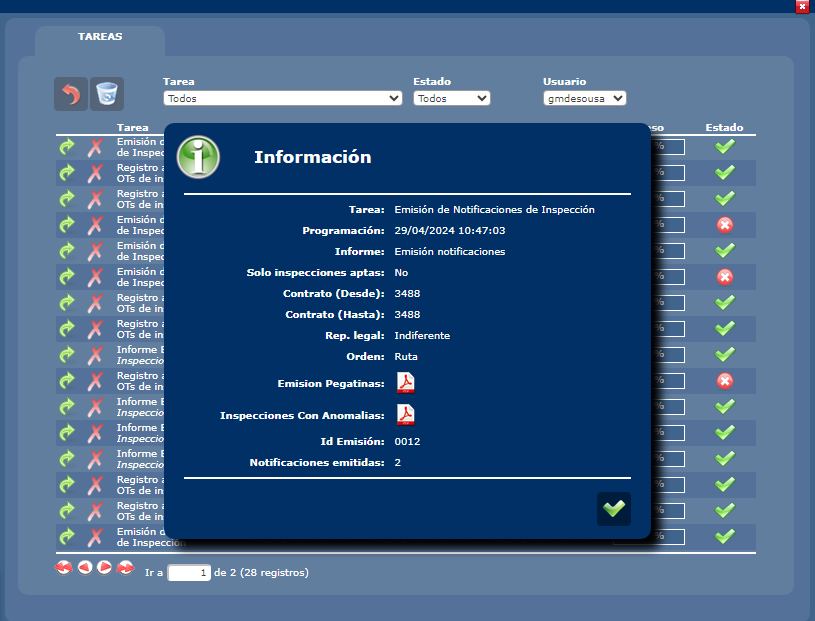 TAREAS
Tarea Estado Usuario
Todos Todos gmdesousa
Tarea Estado
Emisión
de Inspec
Registro
OTs de in
Emisión
de Inspec
Emisión
de Inspec
Emisión
de Inspec
Registro
OTs de in
Registro
OTs de in
Informe
Inspeccio
Registro
OTs de in
Informe
Inspeccio
Informe
Inspeccio
Informe
Inspeccio
Registro
OTs de in
Registro
OTs de in
Emisión
de Inspección
Información
Tarea: Emisión de Notificaciones de Inspección
Programación: 29/04/2024 10:47:03
Informe: Emisión notificaciones
Solo inspecciones aptas: No
Contrato (Desde): 3488
Contrato (Hasta): 3488
Rep. legal: Indiferente
Orden: Ruta
Emision Pegatinas:
Inspecciones Con Anomalias:
Id Emisión: 0012
Notificaciones emitidas: 2
Ir a 1 de 2 (28 registros)